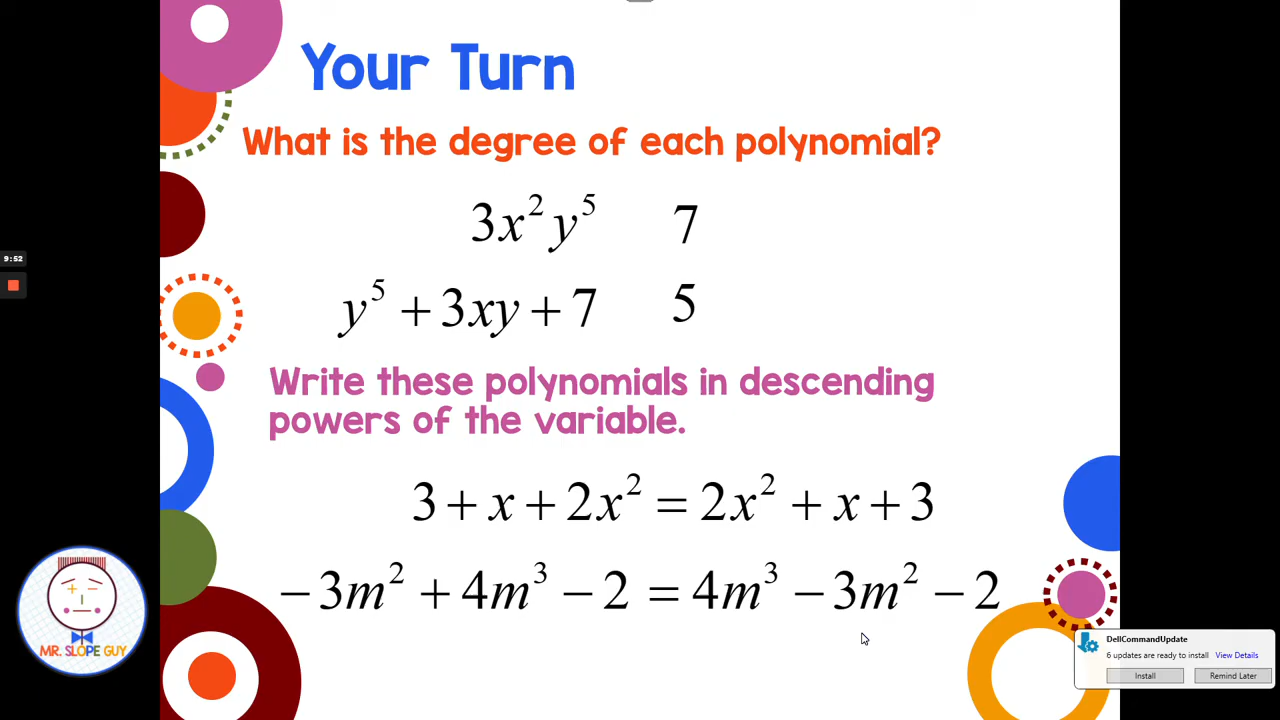 Your Turn
What is the degree of each polynomial?
3x² y⁵ 7
y⁵ + 3xy + 7 5
Write these polynomials in descending
powers of the variable.
3 + x + 2x² = 2x² + x + 3
−3m² + 4m³ − 2 = 4m³ − 3m² − 2
9:52
MR. SLOPE GUY
DellCommandUpdate
6 updates are ready to install View Details
Install Remind Later